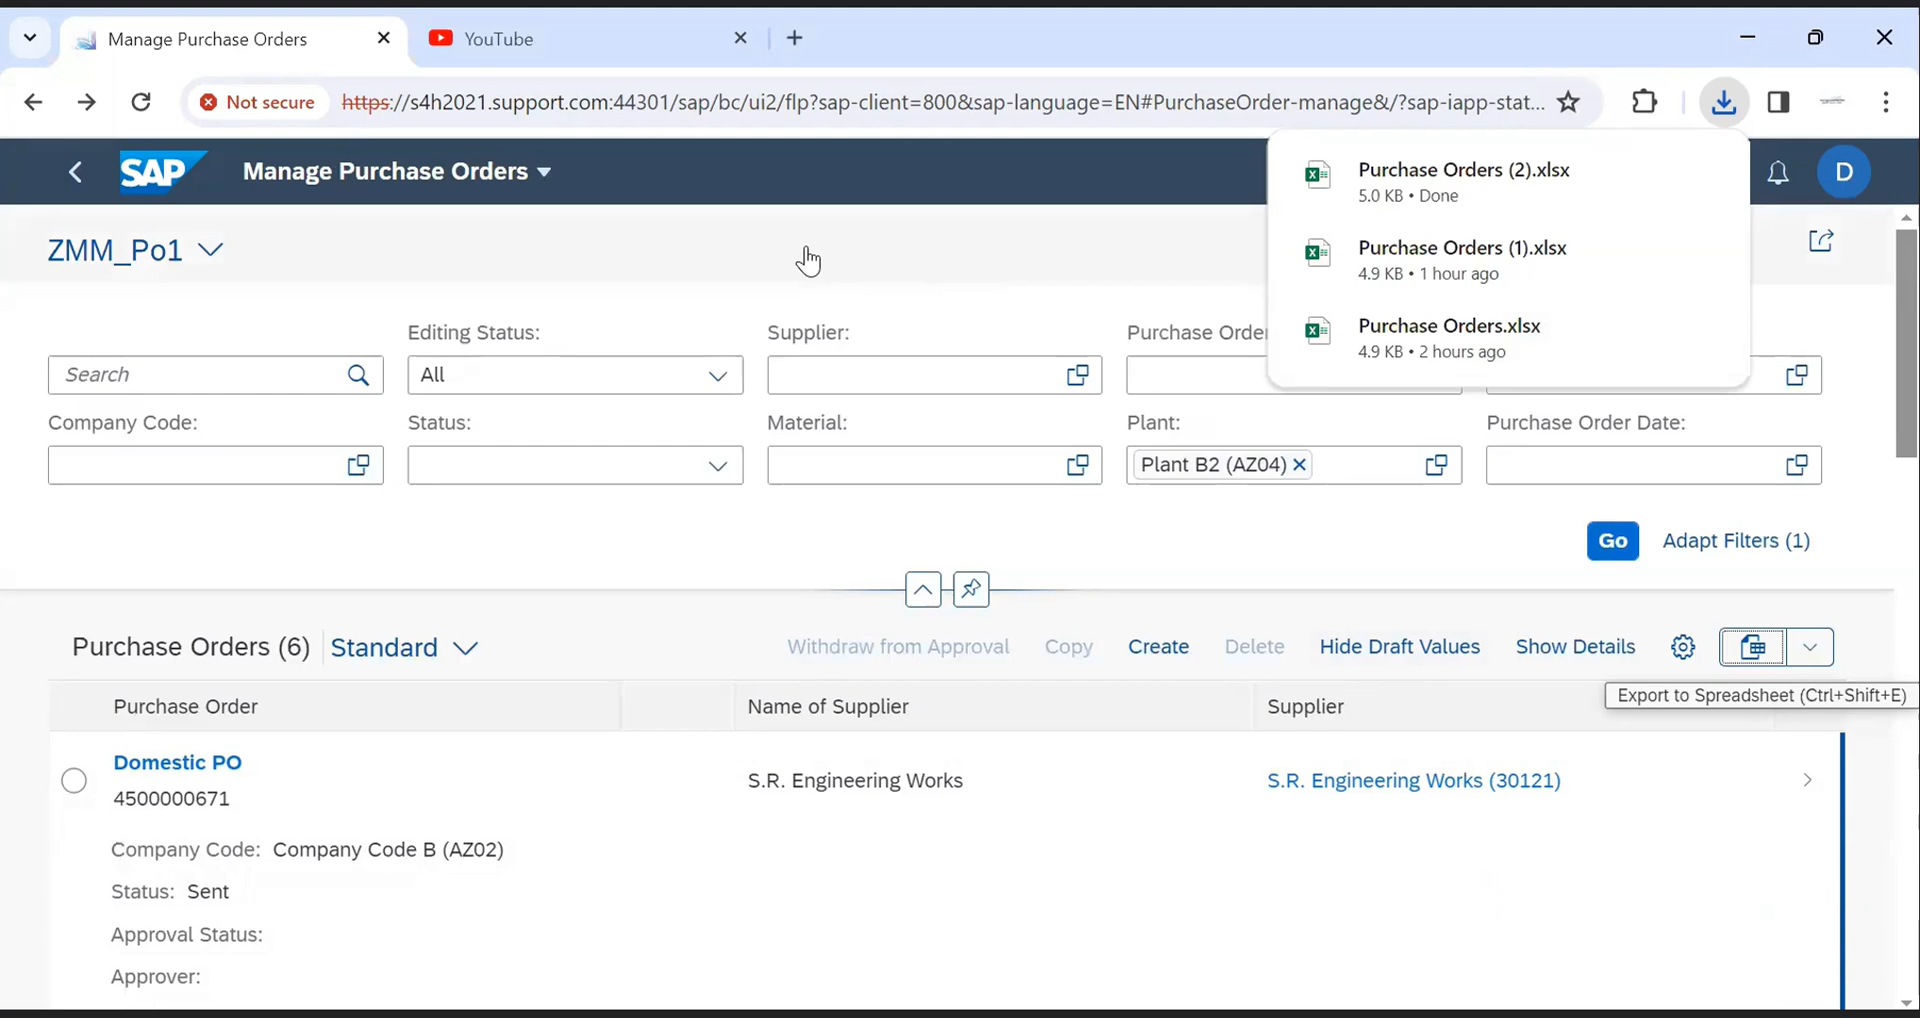 Manage Purchase Orders
YouTube
Not secure
https://s4h2021.support.com:44301/sap/bc/ui2/flp?sap-client=800&sap-language=EN#PurchaseOrder-manage&/?sap-iapp-stat...
SAP
Manage Purchase Orders
D
Purchase Orders (2).xlsx
5.0 KB • Done
Purchase Orders (1).xlsx
4.9 KB • 1 hour ago
Purchase Orders.xlsx
4.9 KB • 2 hours ago
ZMM_Po1
Editing Status:
Supplier:
Purchase Order
Search
All
Company Code:
Status:
Material:
Plant:
Purchase Order Date:
Plant B2 (AZ04)
Go
Adapt Filters (1)
Purchase Orders (6)
Standard
Withdraw from Approval
Copy
Create
Delete
Hide Draft Values
Show Details
Export to Spreadsheet (Ctrl+Shift+E)
Purchase Order
Name of Supplier
Supplier
Domestic PO
4500000671
S.R. Engineering Works
S.R. Engineering Works (30121)
Company Code: Company Code B (AZ02)
Status: Sent
Approval Status:
Approver: